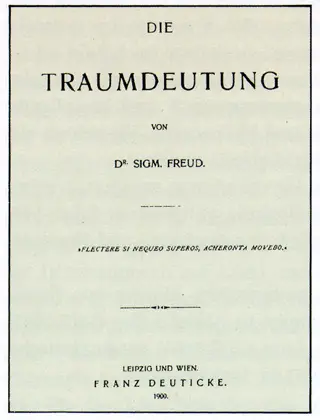 DIE
TRAUMDEUTUNG
VON
DR. SIGM. FREUD.
»FLECTERE SI NEQUEO SUPEROS, ACHERONTA MOVEBO.«
LEIPZIG UND WIEN.
FRANZ DEUTICKE.
1900.